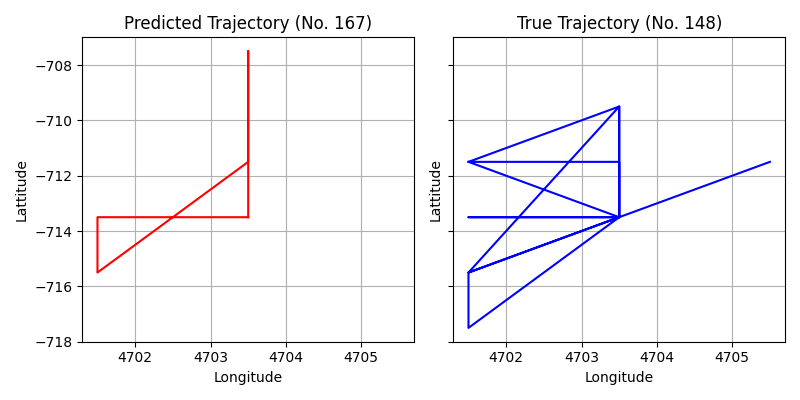 Predicted Trajectory (No. 167)
True Trajectory (No. 148)
−708
−710
−712
−714
−716
−718
Lattitude
Lattitude
4702 4703 4704 4705
4702 4703 4704 4705
Longitude
Longitude